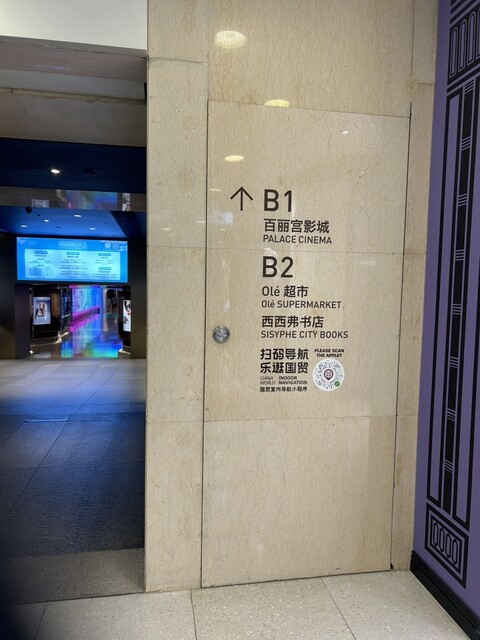 ↑ B1
百丽宫影城
PALACE CINEMA
B2
Olé 超市
Olé SUPERMARKET
西西弗书店
SISYPHE CITY BOOKS
扫码导航
乐逛国贸
PLEASE SCAN
THE APPLET
CHINA WORLD INDOOR NAVIGATION
国贸室内导航小程序